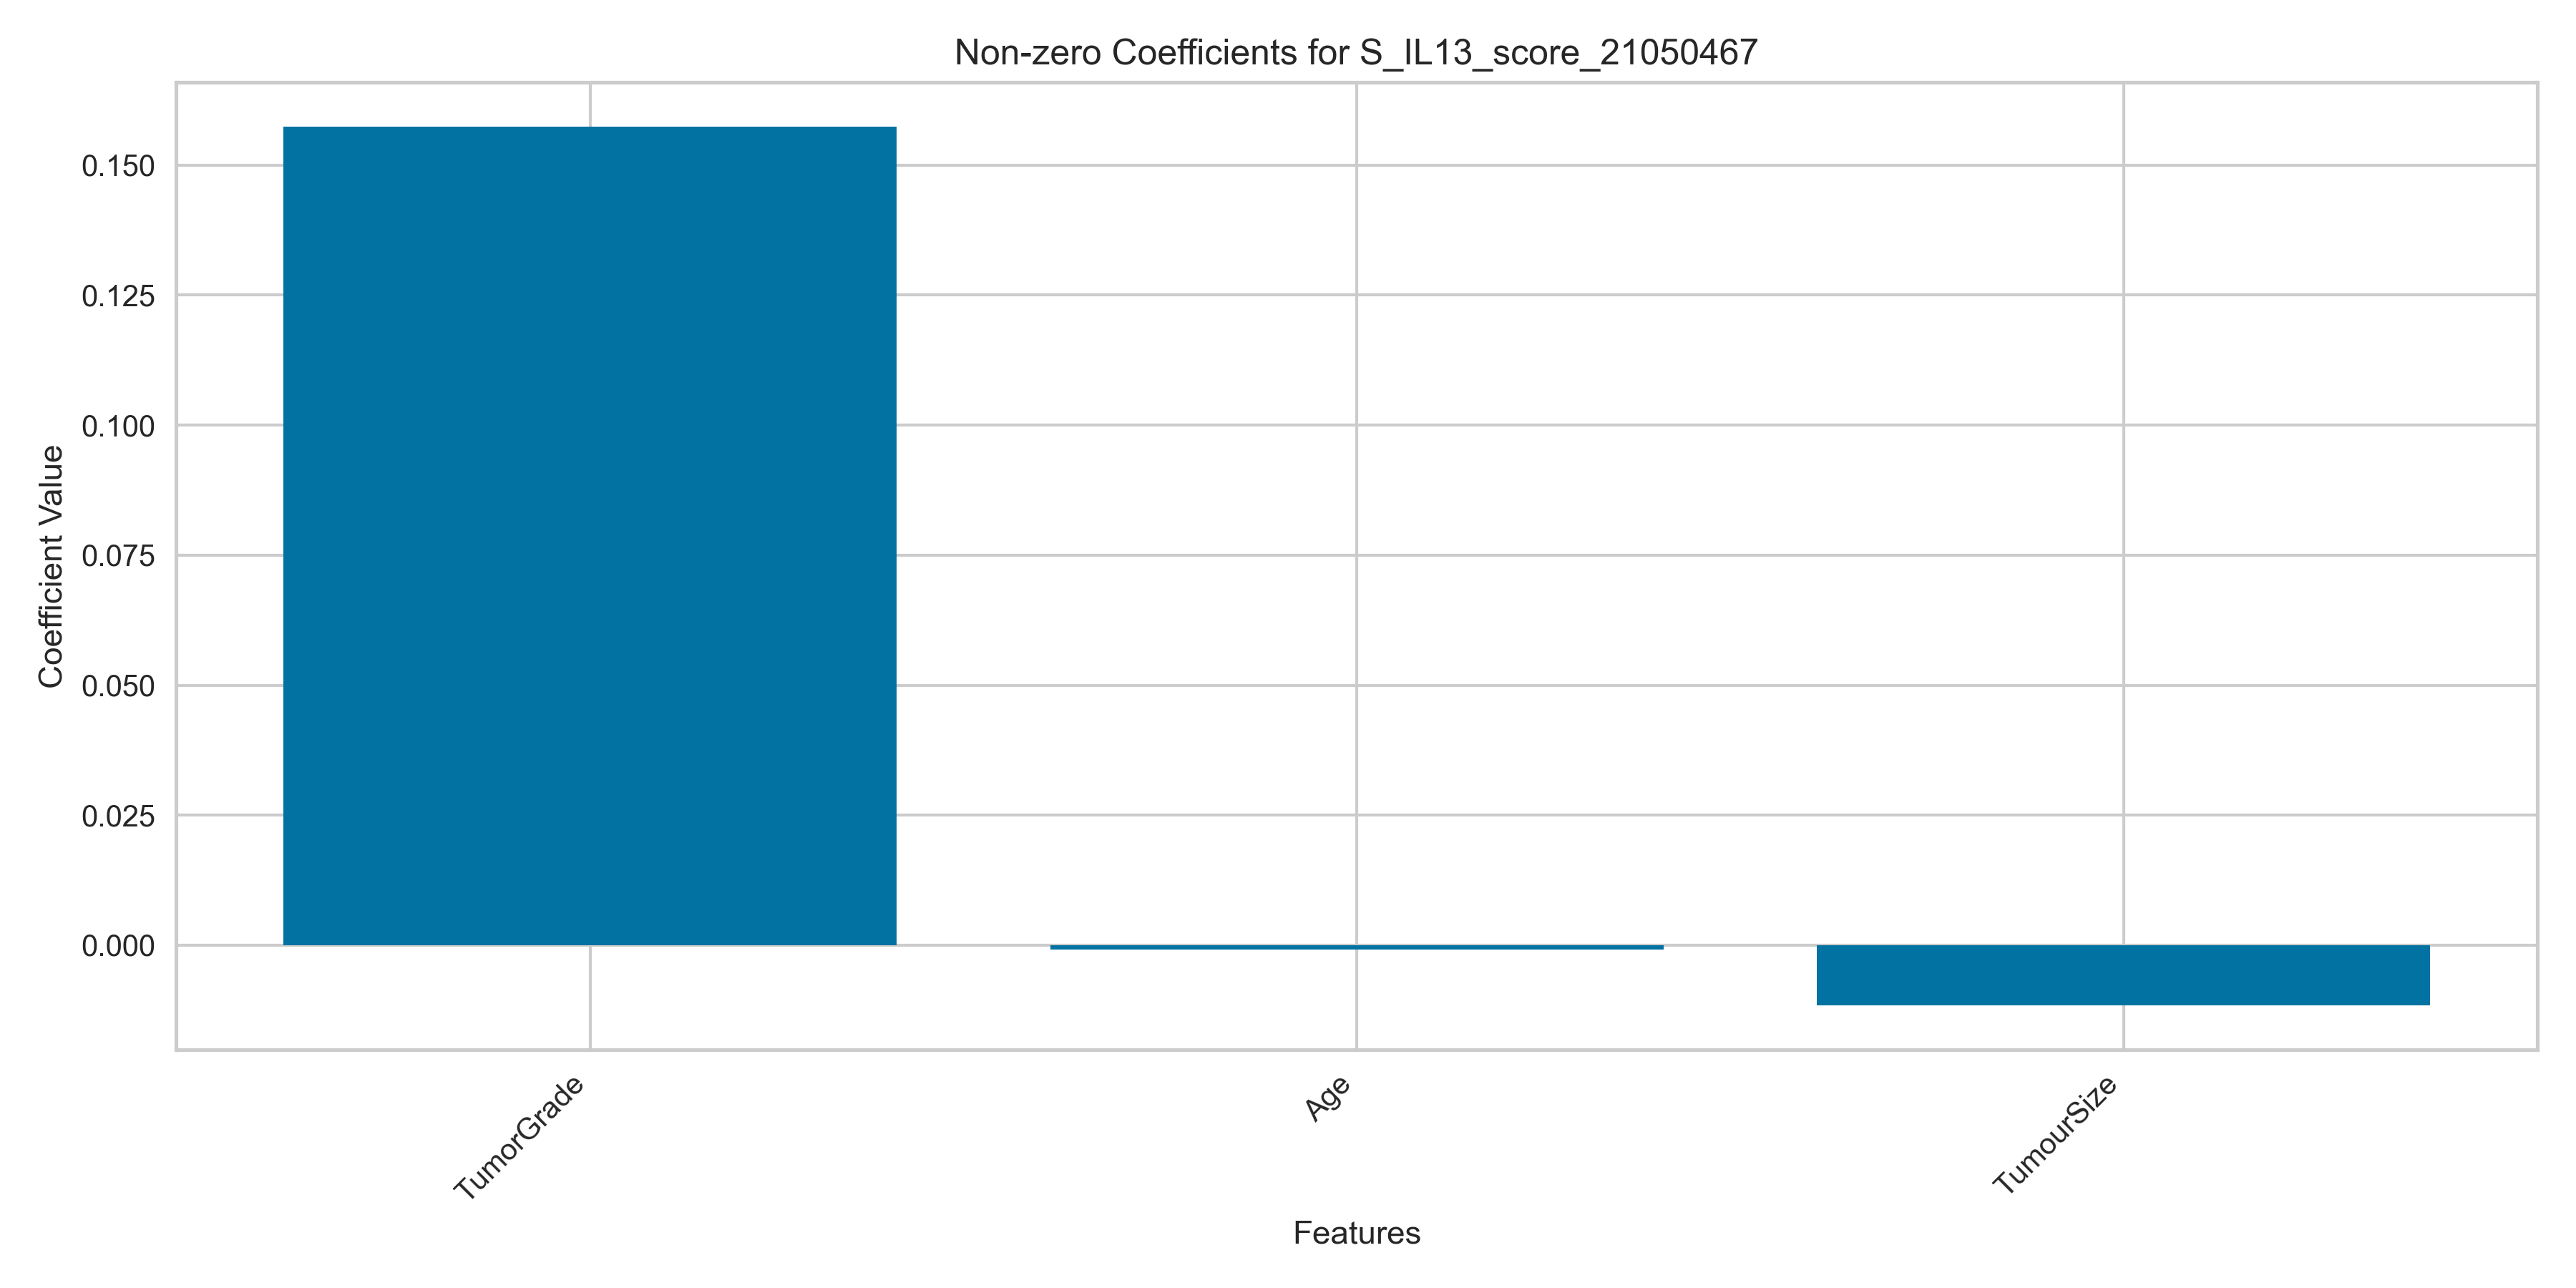 Non-zero Coefficients for S_IL13_score_21050467
Coefficient Value
0.150
0.125
0.100
0.075
0.050
0.025
0.000
TumorGrade
Age
TumourSize
Features